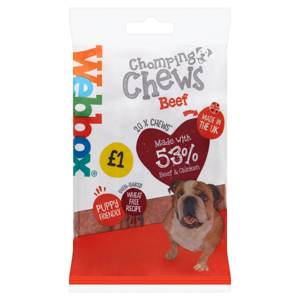 Webbox®
Chomping
Chews
Beef
20 X CHEWS
Made with
53%
Beef & Chicken
MADE IN
THE UK
£1
PUPPY
FRIENDLY
WHEAT
FREE
RECIPE